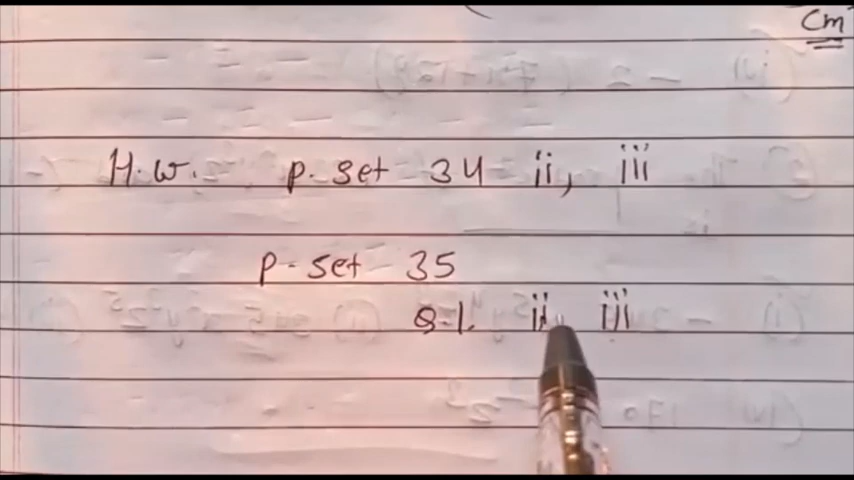 cm
H.W. P. set 34 ii, iii
P- set - 35
Q-1. ii, iii